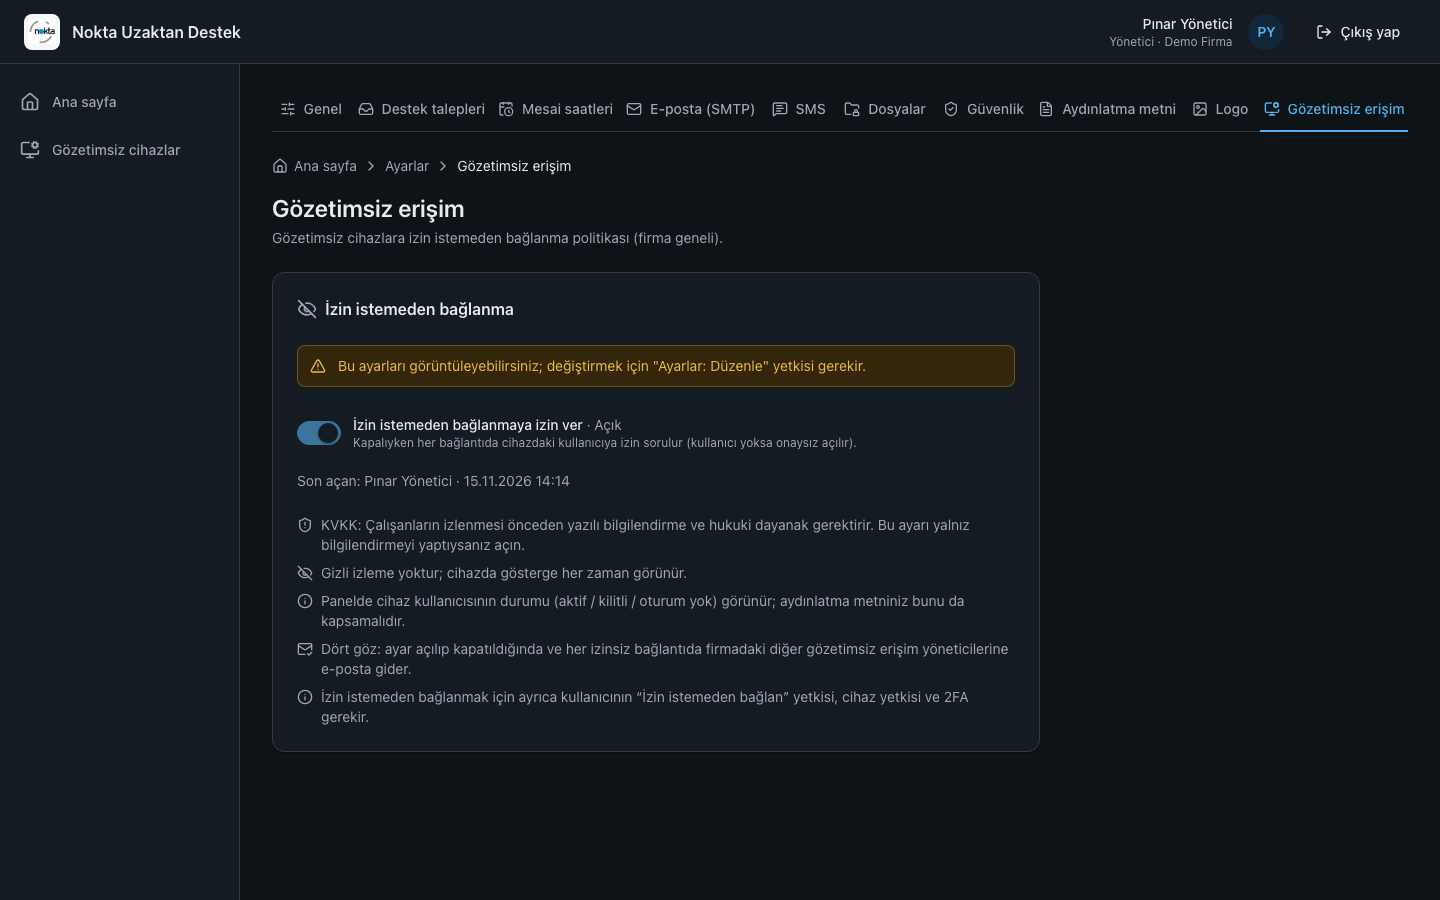 nokta
Nokta Uzaktan Destek
Pınar Yönetici
Yönetici · Demo Firma
PY
Çıkış yap
Ana sayfa
Gözetimsiz cihazlar
Genel
Destek talepleri
Mesai saatleri
E-posta (SMTP)
SMS
Dosyalar
Güvenlik
Aydınlatma metni
Logo
Gözetimsiz erişim
Ana sayfa > Ayarlar > Gözetimsiz erişim
Gözetimsiz erişim
Gözetimsiz cihazlara izin istemeden bağlanma politikası (firma geneli).
İzin istemeden bağlanma
Bu ayarları görüntüleyebilirsiniz; değiştirmek için "Ayarlar: Düzenle" yetkisi gerekir.
İzin istemeden bağlanmaya izin ver · Açık
Kapalıyken her bağlantıda cihazdaki kullanıcıya izin sorulur (kullanıcı yoksa onaysız açılır).
Son açan: Pınar Yönetici · 15.11.2026 14:14
KVKK: Çalışanların izlenmesi önceden yazılı bilgilendirme ve hukuki dayanak gerektirir. Bu ayarı yalnız
bilgilendirmeyi yaptıysanız açın.
Gizli izleme yoktur; cihazda gösterge her zaman görünür.
Panelde cihaz kullanıcısının durumu (aktif / kilitli / oturum yok) görünür; aydınlatma metniniz bunu da
kapsamalıdır.
Dört göz: ayar açılıp kapatıldığında ve her izinsiz bağlantıda firmadaki diğer gözetimsiz erişim yöneticilerine
e-posta gider.
İzin istemeden bağlanmak için ayrıca kullanıcının “İzin istemeden bağlan” yetkisi, cihaz yetkisi ve 2FA
gerekir.